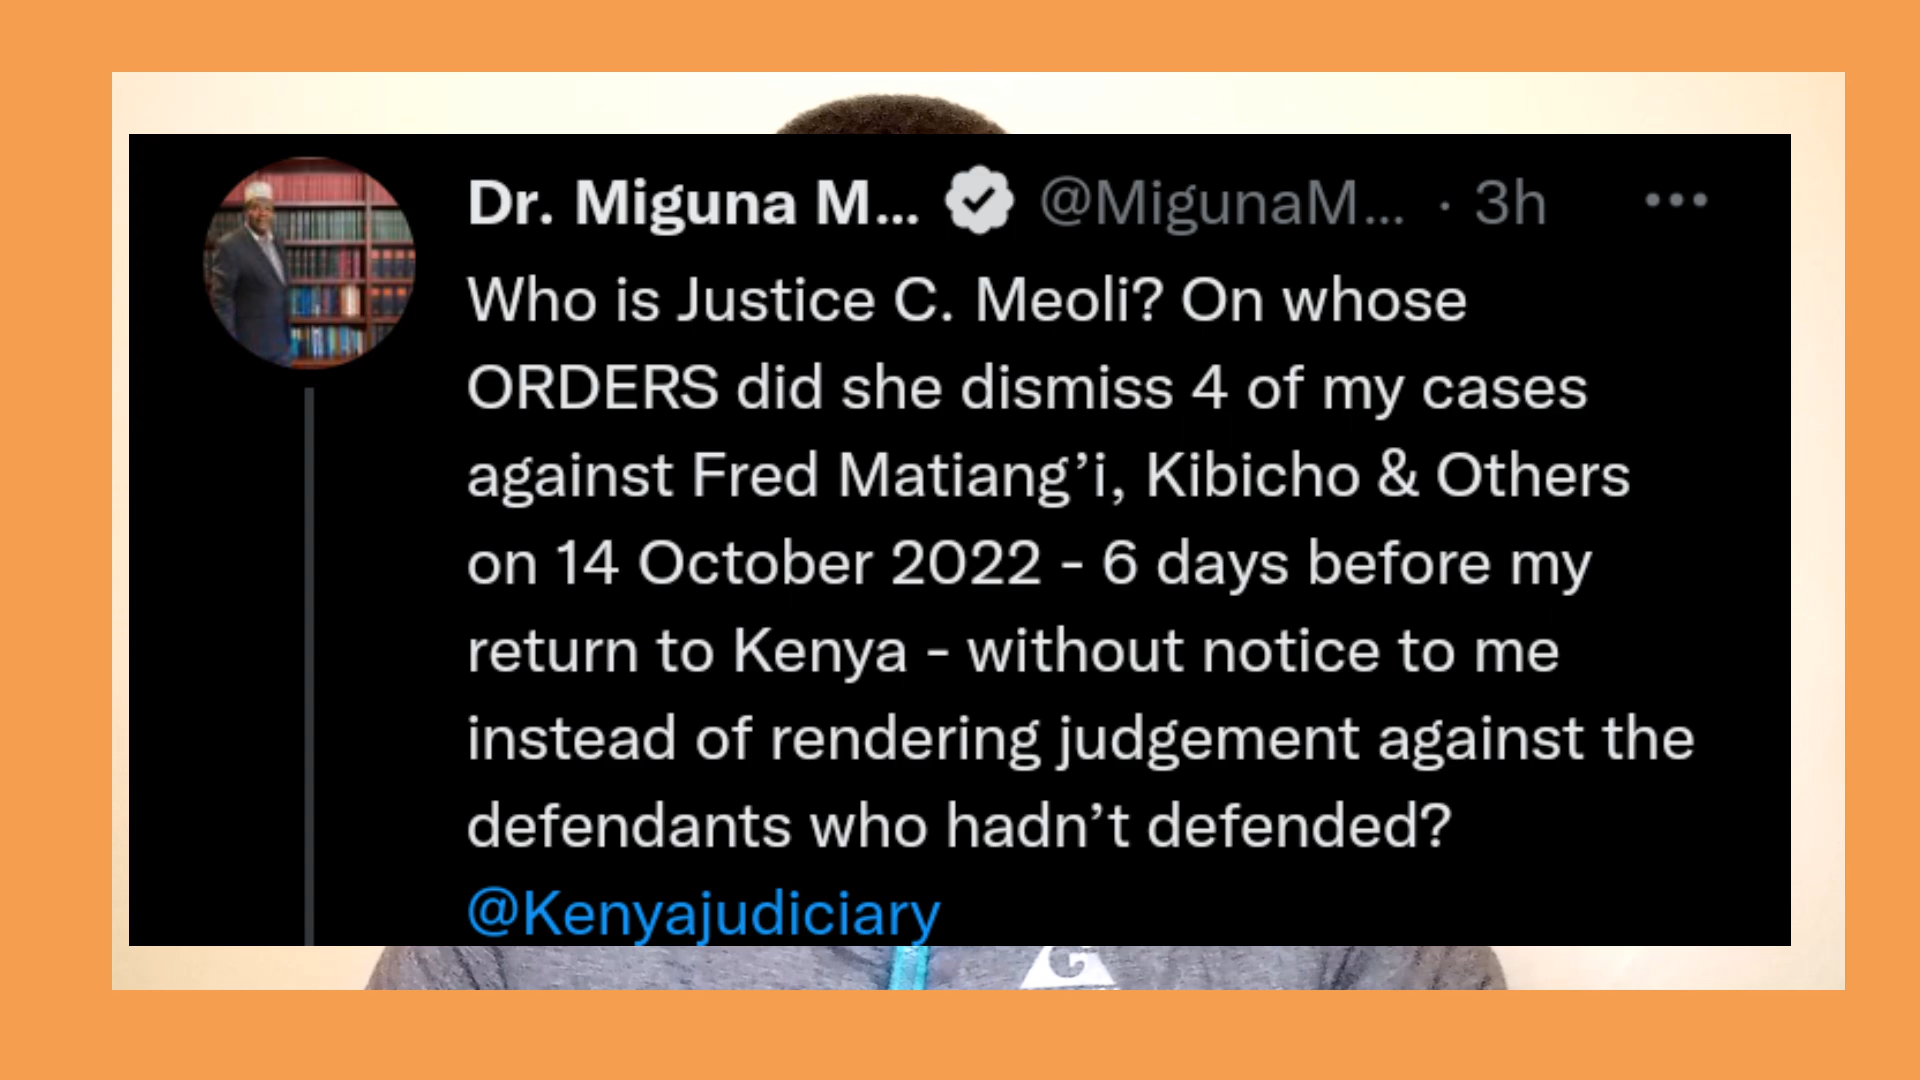 Dr. Miguna M... @MigunaM... · 3h
Who is Justice C. Meoli? On whose
ORDERS did she dismiss 4 of my cases
against Fred Matiang’i, Kibicho & Others
on 14 October 2022 - 6 days before my
return to Kenya - without notice to me
instead of rendering judgement against the
defendants who hadn’t defended?
@Kenyajudiciary
G